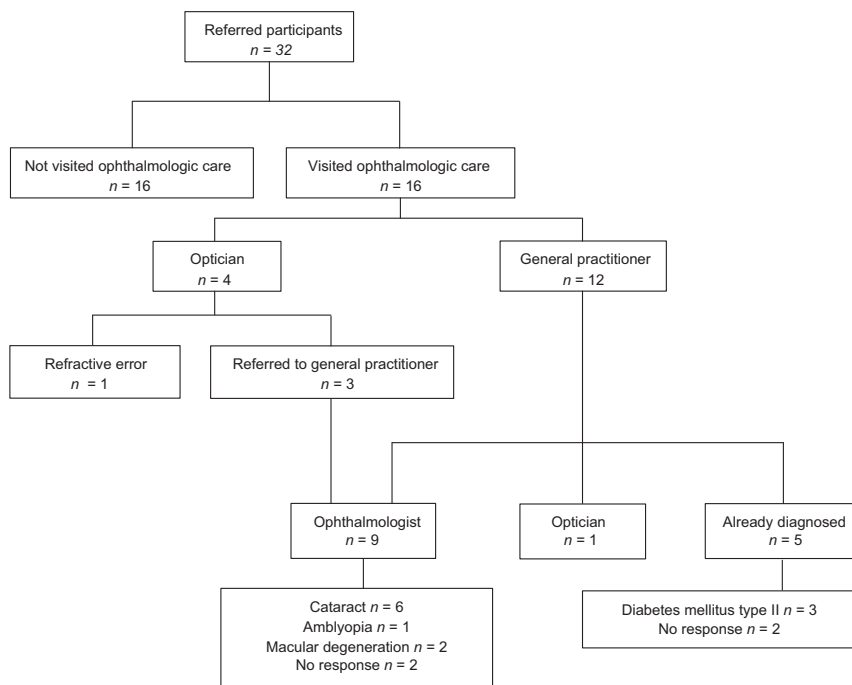 Referred participants
n = 32
Not visited ophthalmologic care
n = 16
Visited ophthalmologic care
n = 16
Optician
n = 4
General practitioner
n = 12
Refractive error
n = 1
Referred to general practitioner
n = 3
Ophthalmologist
n = 9
Optician
n = 1
Already diagnosed
n = 5
Cataract n = 6
Amblyopia n = 1
Macular degeneration n = 2
No response n = 2
Diabetes mellitus type II n = 3
No response n = 2